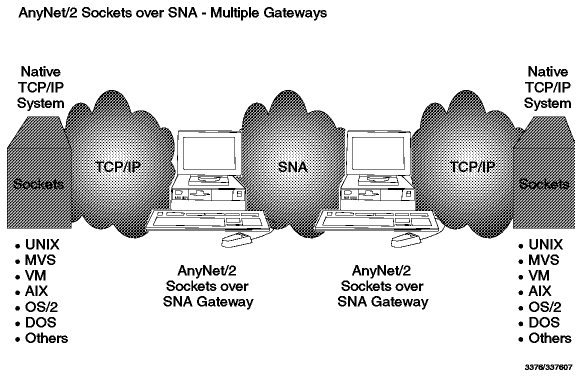 AnyNet/2 Sockets over SNA - Multiple Gateways
Native
TCP/IP
System
Native
TCP/IP
System
Sockets
TCP/IP
SNA
TCP/IP
Sockets
• UNIX
• MVS
• VM
• AIX
• OS/2
• DOS
• Others
AnyNet/2
Sockets over
SNA Gateway
AnyNet/2
Sockets over
SNA Gateway
• UNIX
• MVS
• VM
• AIX
• OS/2
• DOS
• Others
3376/337607